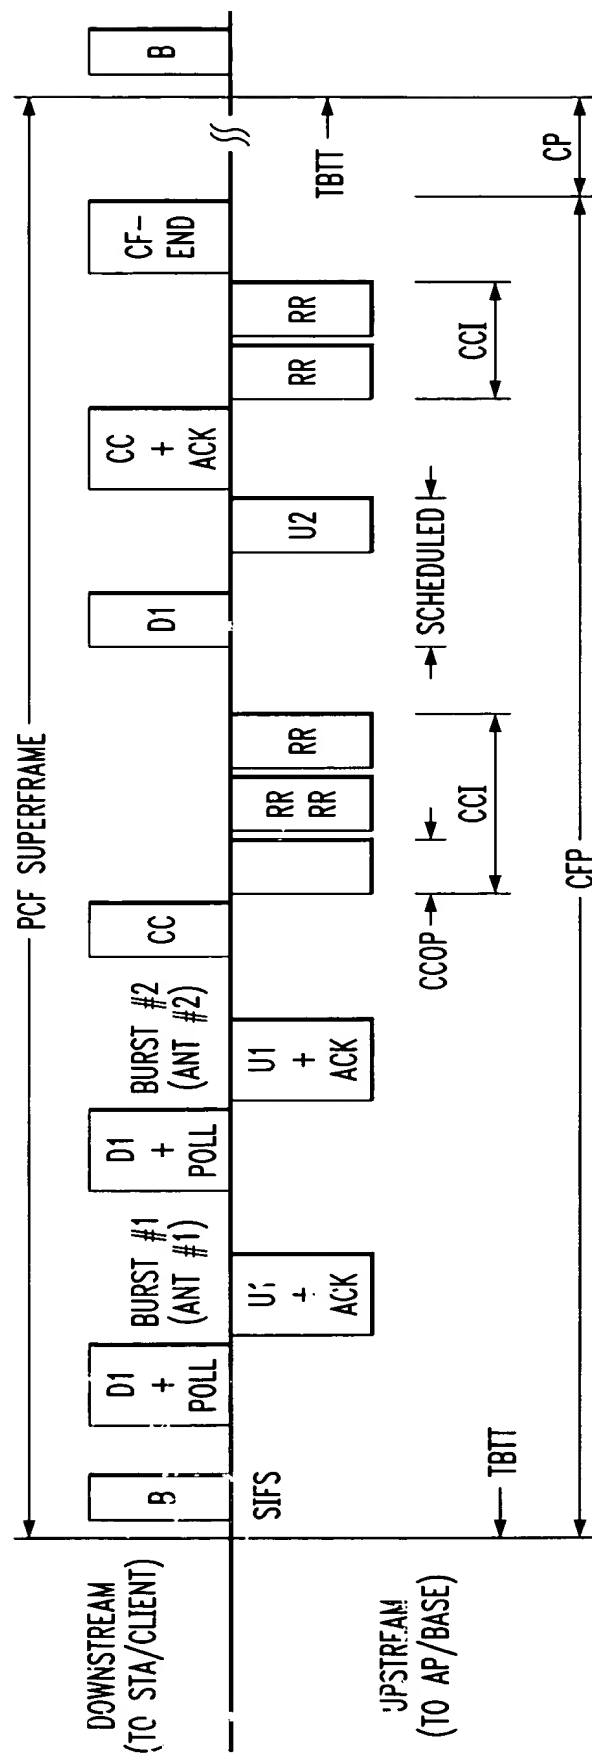 PCF SUPERFRAME
DOWNSTREAM
(TO STA/CLIENT)
B
D1
+
POLL
BURST #1
(ANT #1)
D1
+
POLL
BURST #2
(ANT #2)
CC
D1
CC
+
ACK
CF-
END
B
SIFS
U1
+
ACK
U1
+
ACK
RR
RR
RR
U2
RR
RR
UPSTREAM
(TO AP/BASE)
TBTT
CCOP
CCI
SCHEDULED
CCI
TBTT
CFP
CP